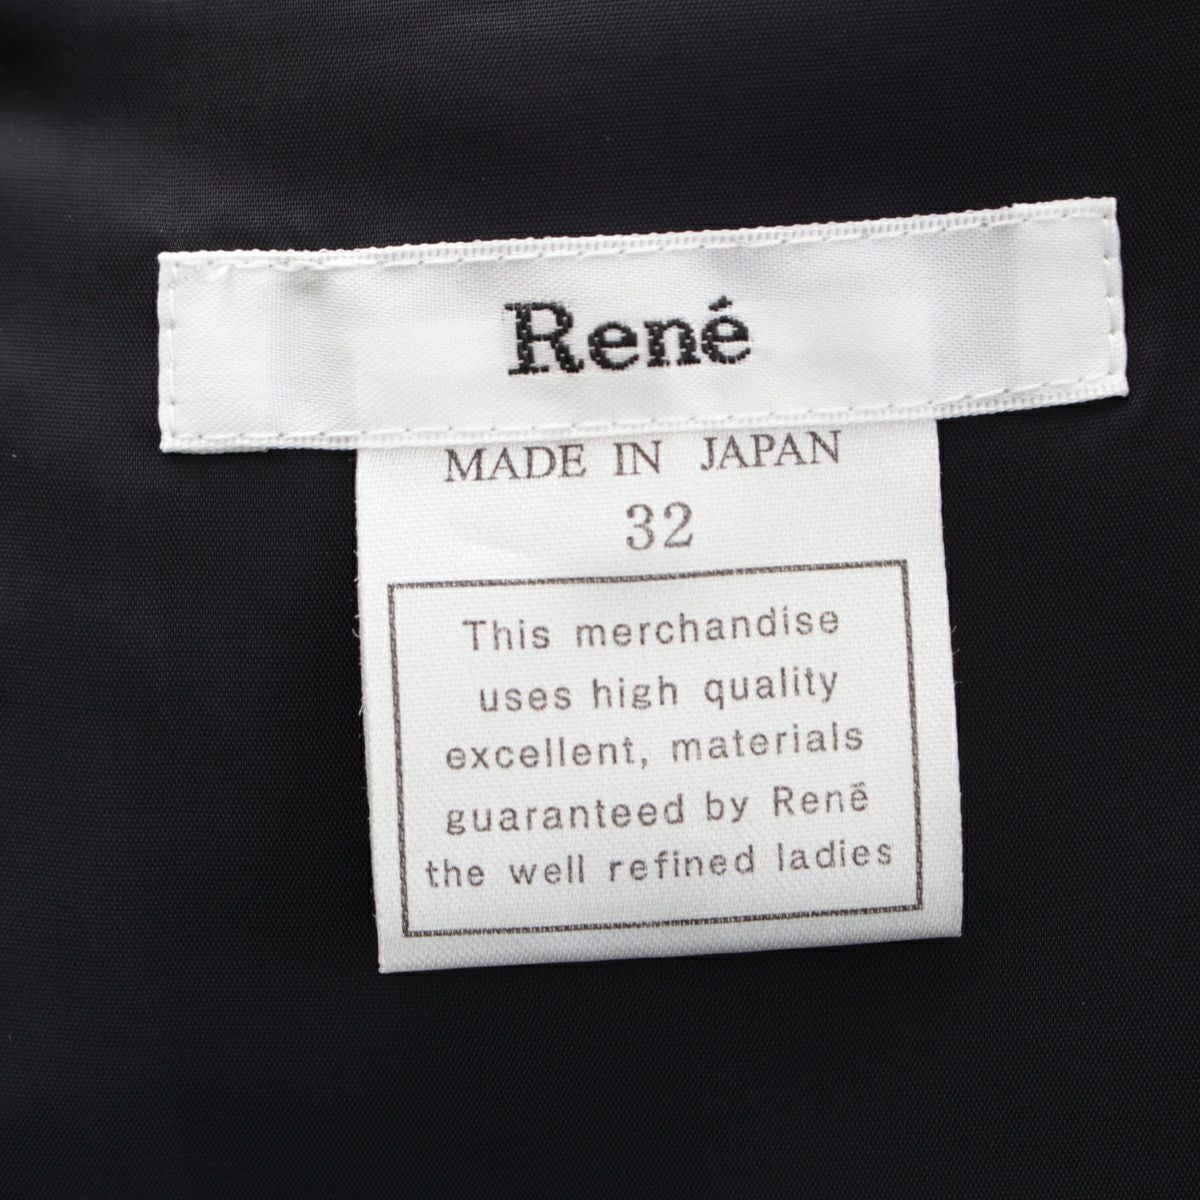 René
MADE IN JAPAN
32
This merchandise
uses high quality
excellent, materials
guaranteed by René
the well refined ladies